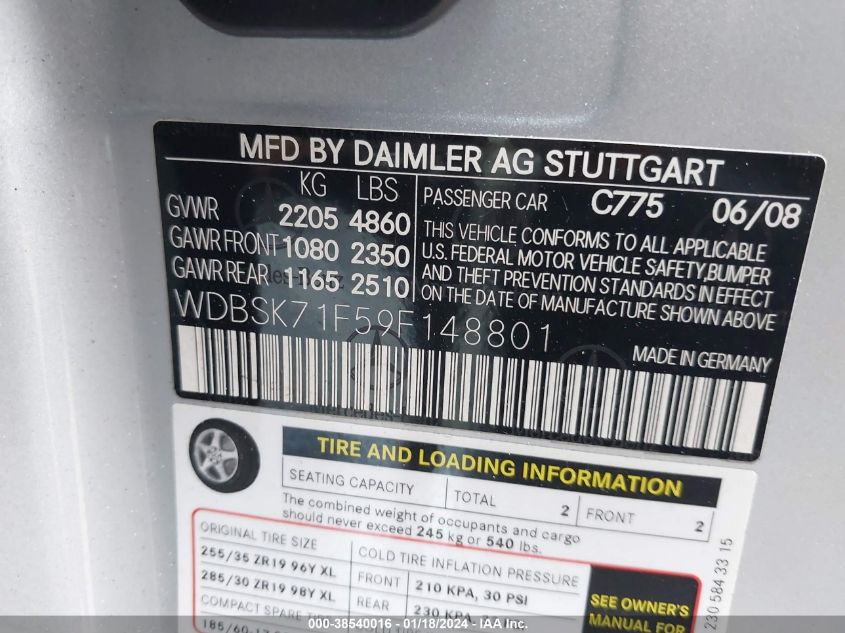 MFD BY DAIMLER AG STUTTGART
KG LBS
GVWR 2205 4860
GAWR FRONT 1080 2350
GAWR REAR 1165 2510
PASSENGER CAR C775 06/08
THIS VEHICLE CONFORMS TO ALL APPLICABLE
U.S. FEDERAL MOTOR VEHICLE SAFETY, BUMPER
AND THEFT PREVENTION STANDARDS IN EFFECT
ON THE DATE OF MANUFACTURE SHOWN ABOVE
WDBSK71F59F148801
MADE IN GERMANY
TIRE AND LOADING INFORMATION
SEATING CAPACITY TOTAL 2 FRONT 2
The combined weight of occupants and cargo
should never exceed 245 kg or 540 lbs.
ORIGINAL TIRE SIZE
255/35 ZR19 96Y XL
285/30 ZR19 98Y XL
COMPACT SPARE
COLD TIRE INFLATION PRESSURE
FRONT 210 KPA, 30 PSI
REAR 230 KPA,
SEE OWNER'S
MANUAL FOR
230 584 33 15
000-38540016 - 01/18/2024 - IAA Inc.